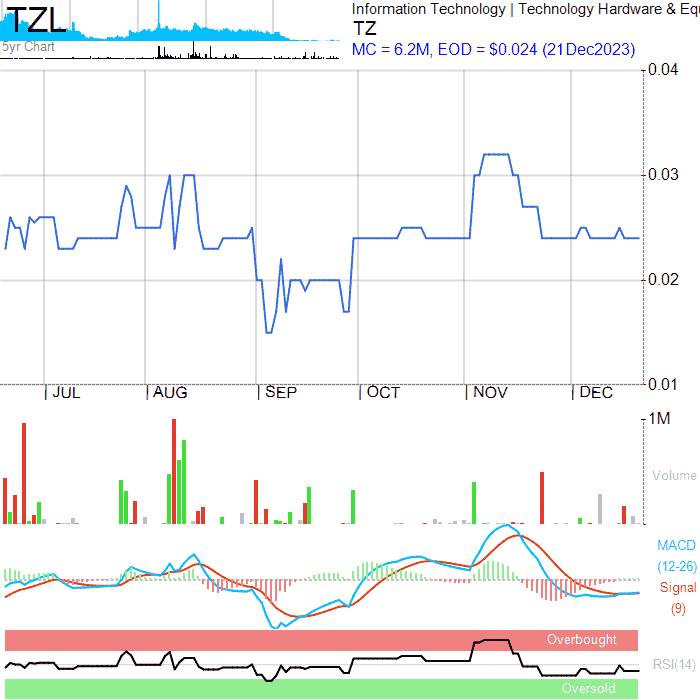 TZL
5yr Chart
Information Technology | Technology Hardware & Equ
TZ
MC = 6.2M, EOD = $0.024 (21Dec2023)
0.04
0.03
0.02
0.01
JUL AUG SEP OCT NOV DEC
1M
Volume
MACD
(12-26)
Signal
(9)
Overbought
RSI(14)
Oversold